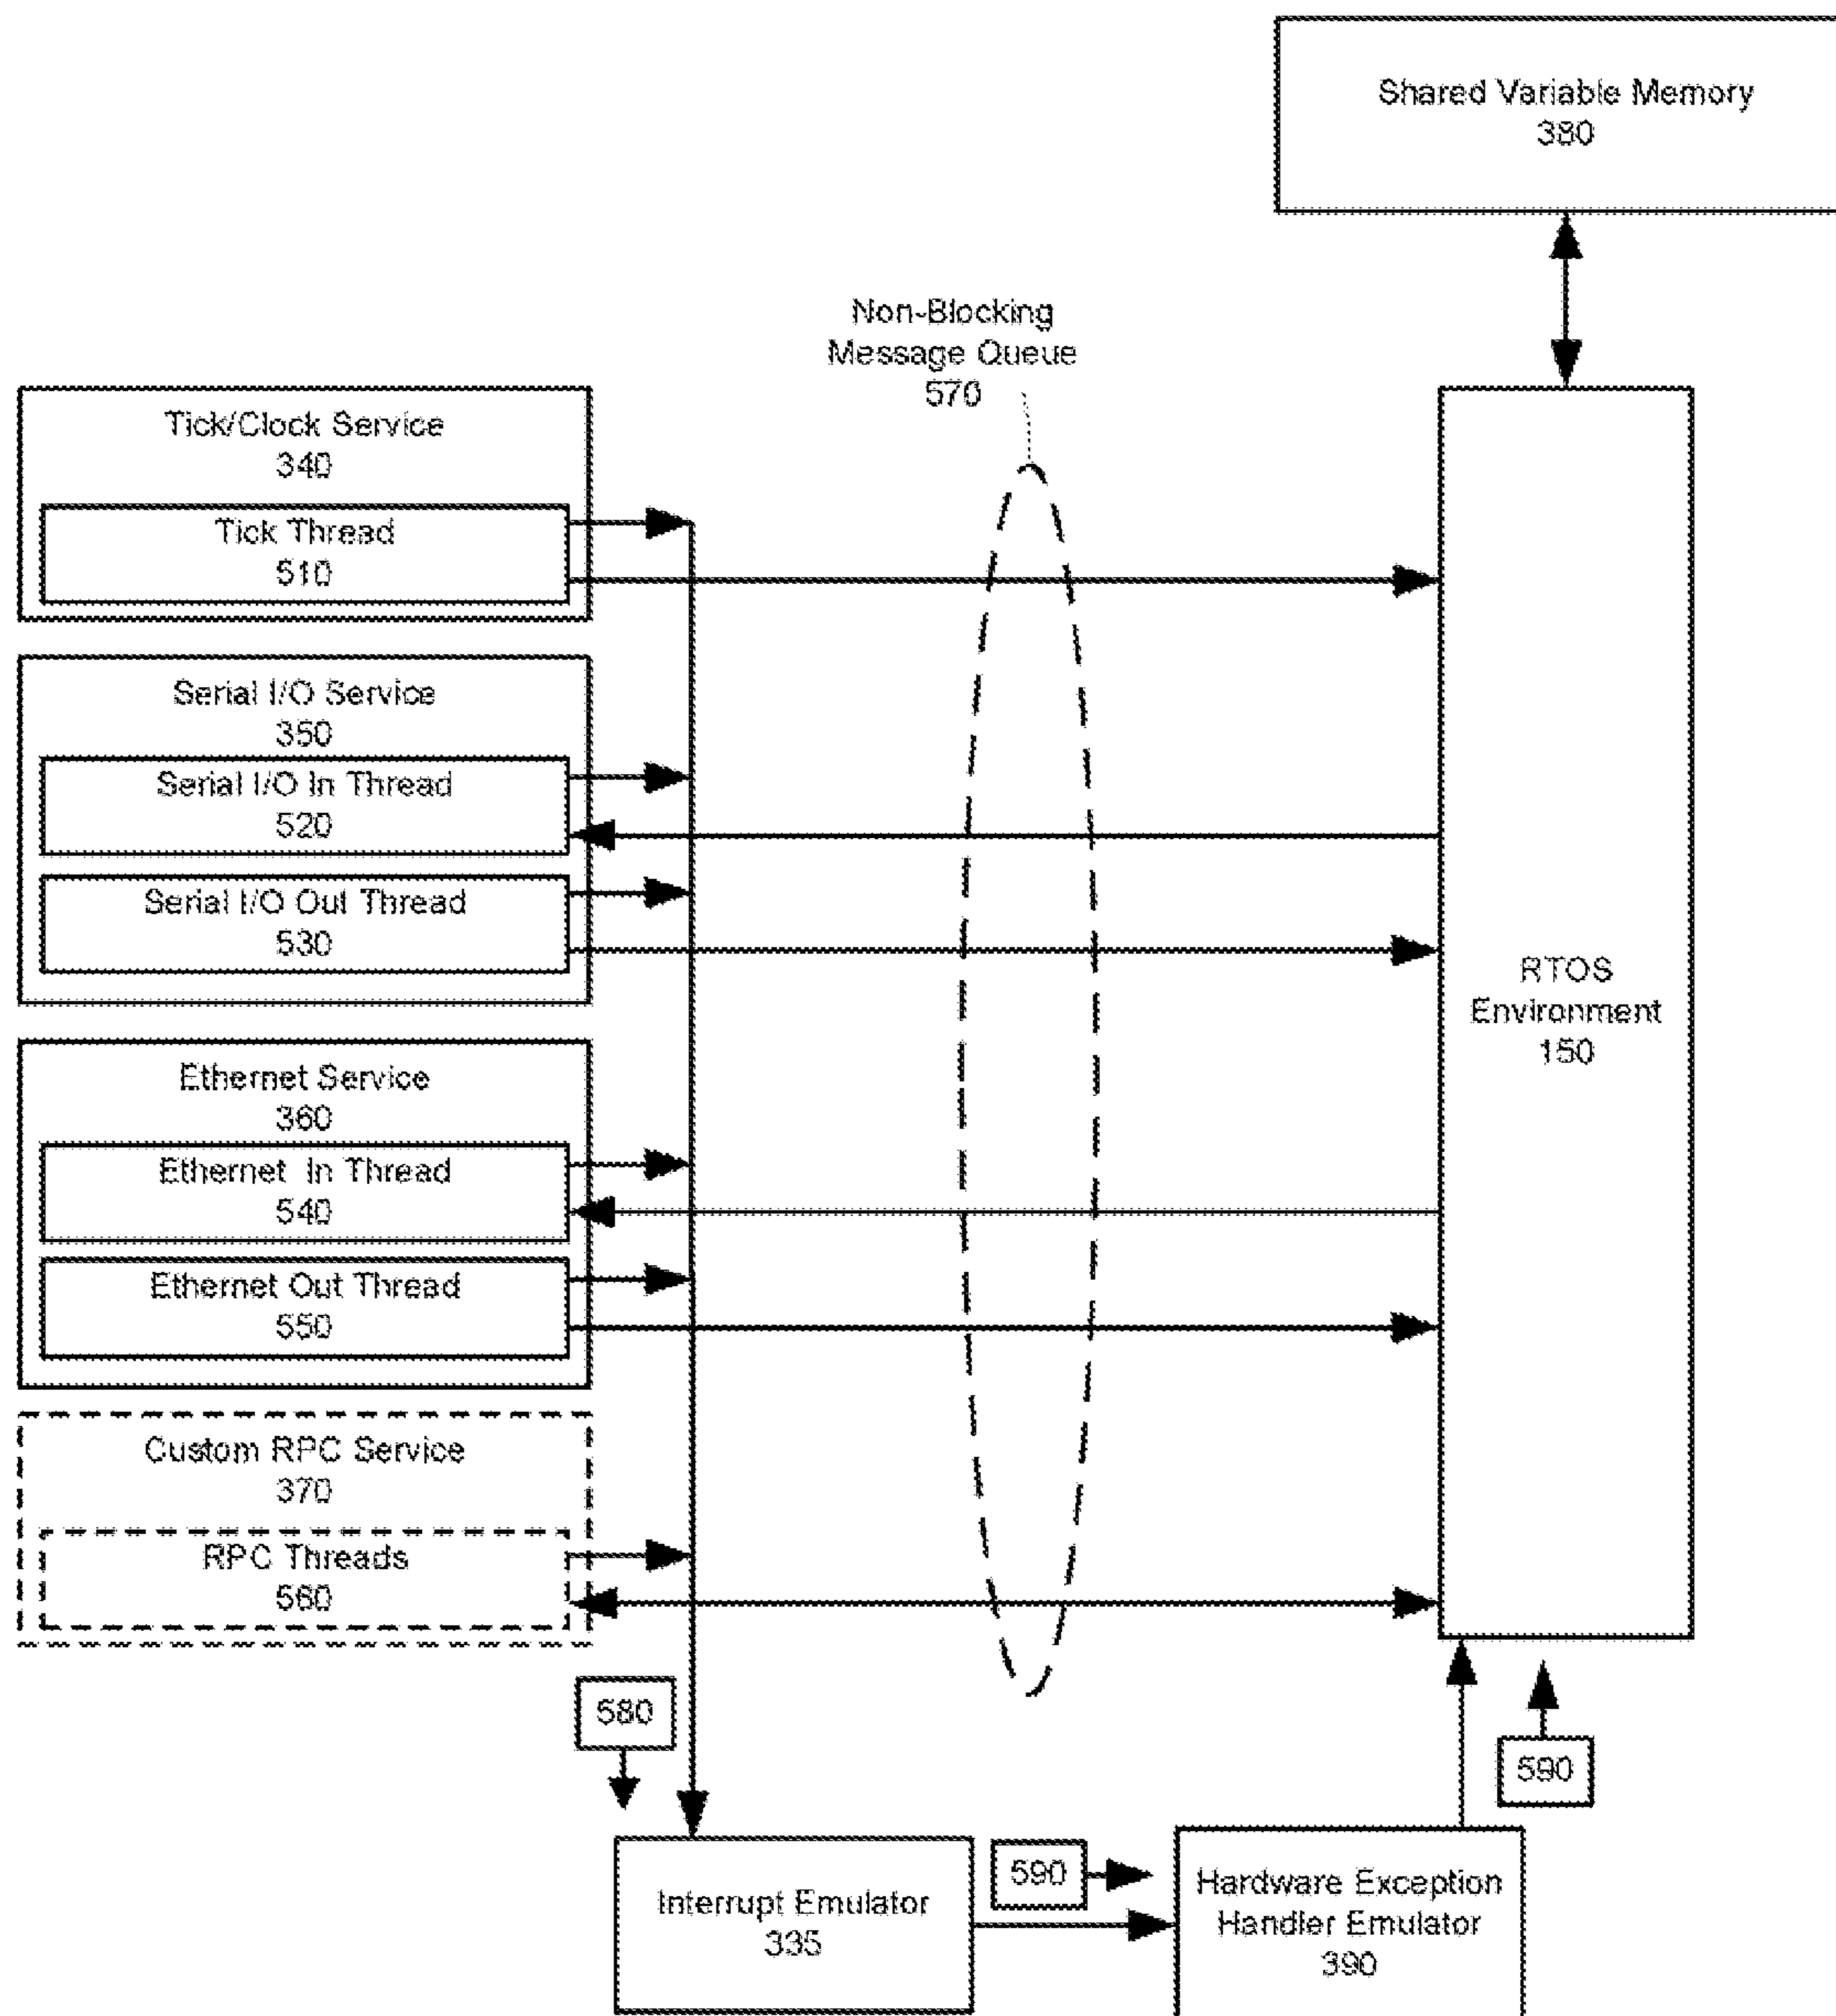 Shared Variable Memory
380
Non-Blocking
Message Queue
570
Tick/Clock Service
340
Tick Thread
510
Serial I/O Service
350
Serial I/O In Thread
520
Serial I/O Out Thread
530
RTOS
Environment
150
Ethernet Service
360
Ethernet In Thread
540
Ethernet Out Thread
550
Custom RPC Service
370
RPC Threads
560
580
590
Interrupt Emulator
335
590
Hardware Exception
Handler Emulator
390